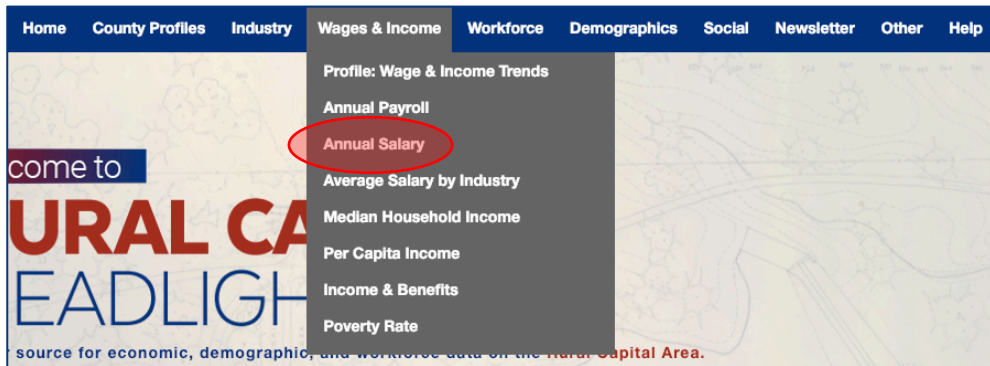 Home County Profiles Industry Wages & Income Workforce Demographics Social Newsletter Other Help
Profile: Wage & Income Trends
Annual Payroll
Annual Salary
come to
Average Salary by Industry
URAL CA
Median Household Income
Per Capita Income
EADLIGH
Income & Benefits
Poverty Rate
source for economic, demographic, and workforce data on the Rural Capital Area.